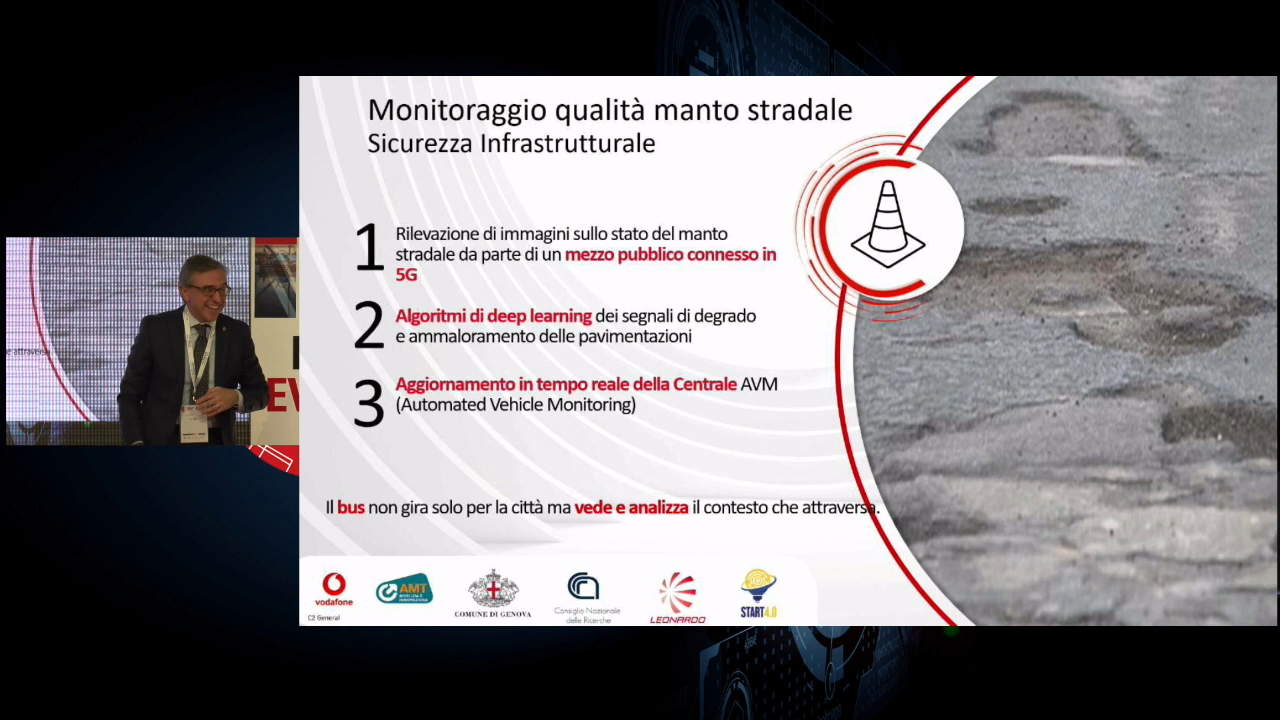 Monitoraggio qualità manto stradale
Sicurezza Infrastrutturale
1
Rilevazione di immagini sullo stato del manto
stradale da parte di un mezzo pubblico connesso in
5G
2
Algoritmi di deep learning dei segnali di degrado
e ammaloramento delle pavimentazioni
3
Aggiornamento in tempo reale della Centrale AVM
(Automated Vehicle Monitoring)
Il bus non gira solo per la città ma vede e analizza il contesto che attraversa.
vodafone
C2 General
AMT
COMUNE DI GENOVA
Consiglio Nazionale
delle Ricerche
LEONARDO
START4.0
e attraversa
EV